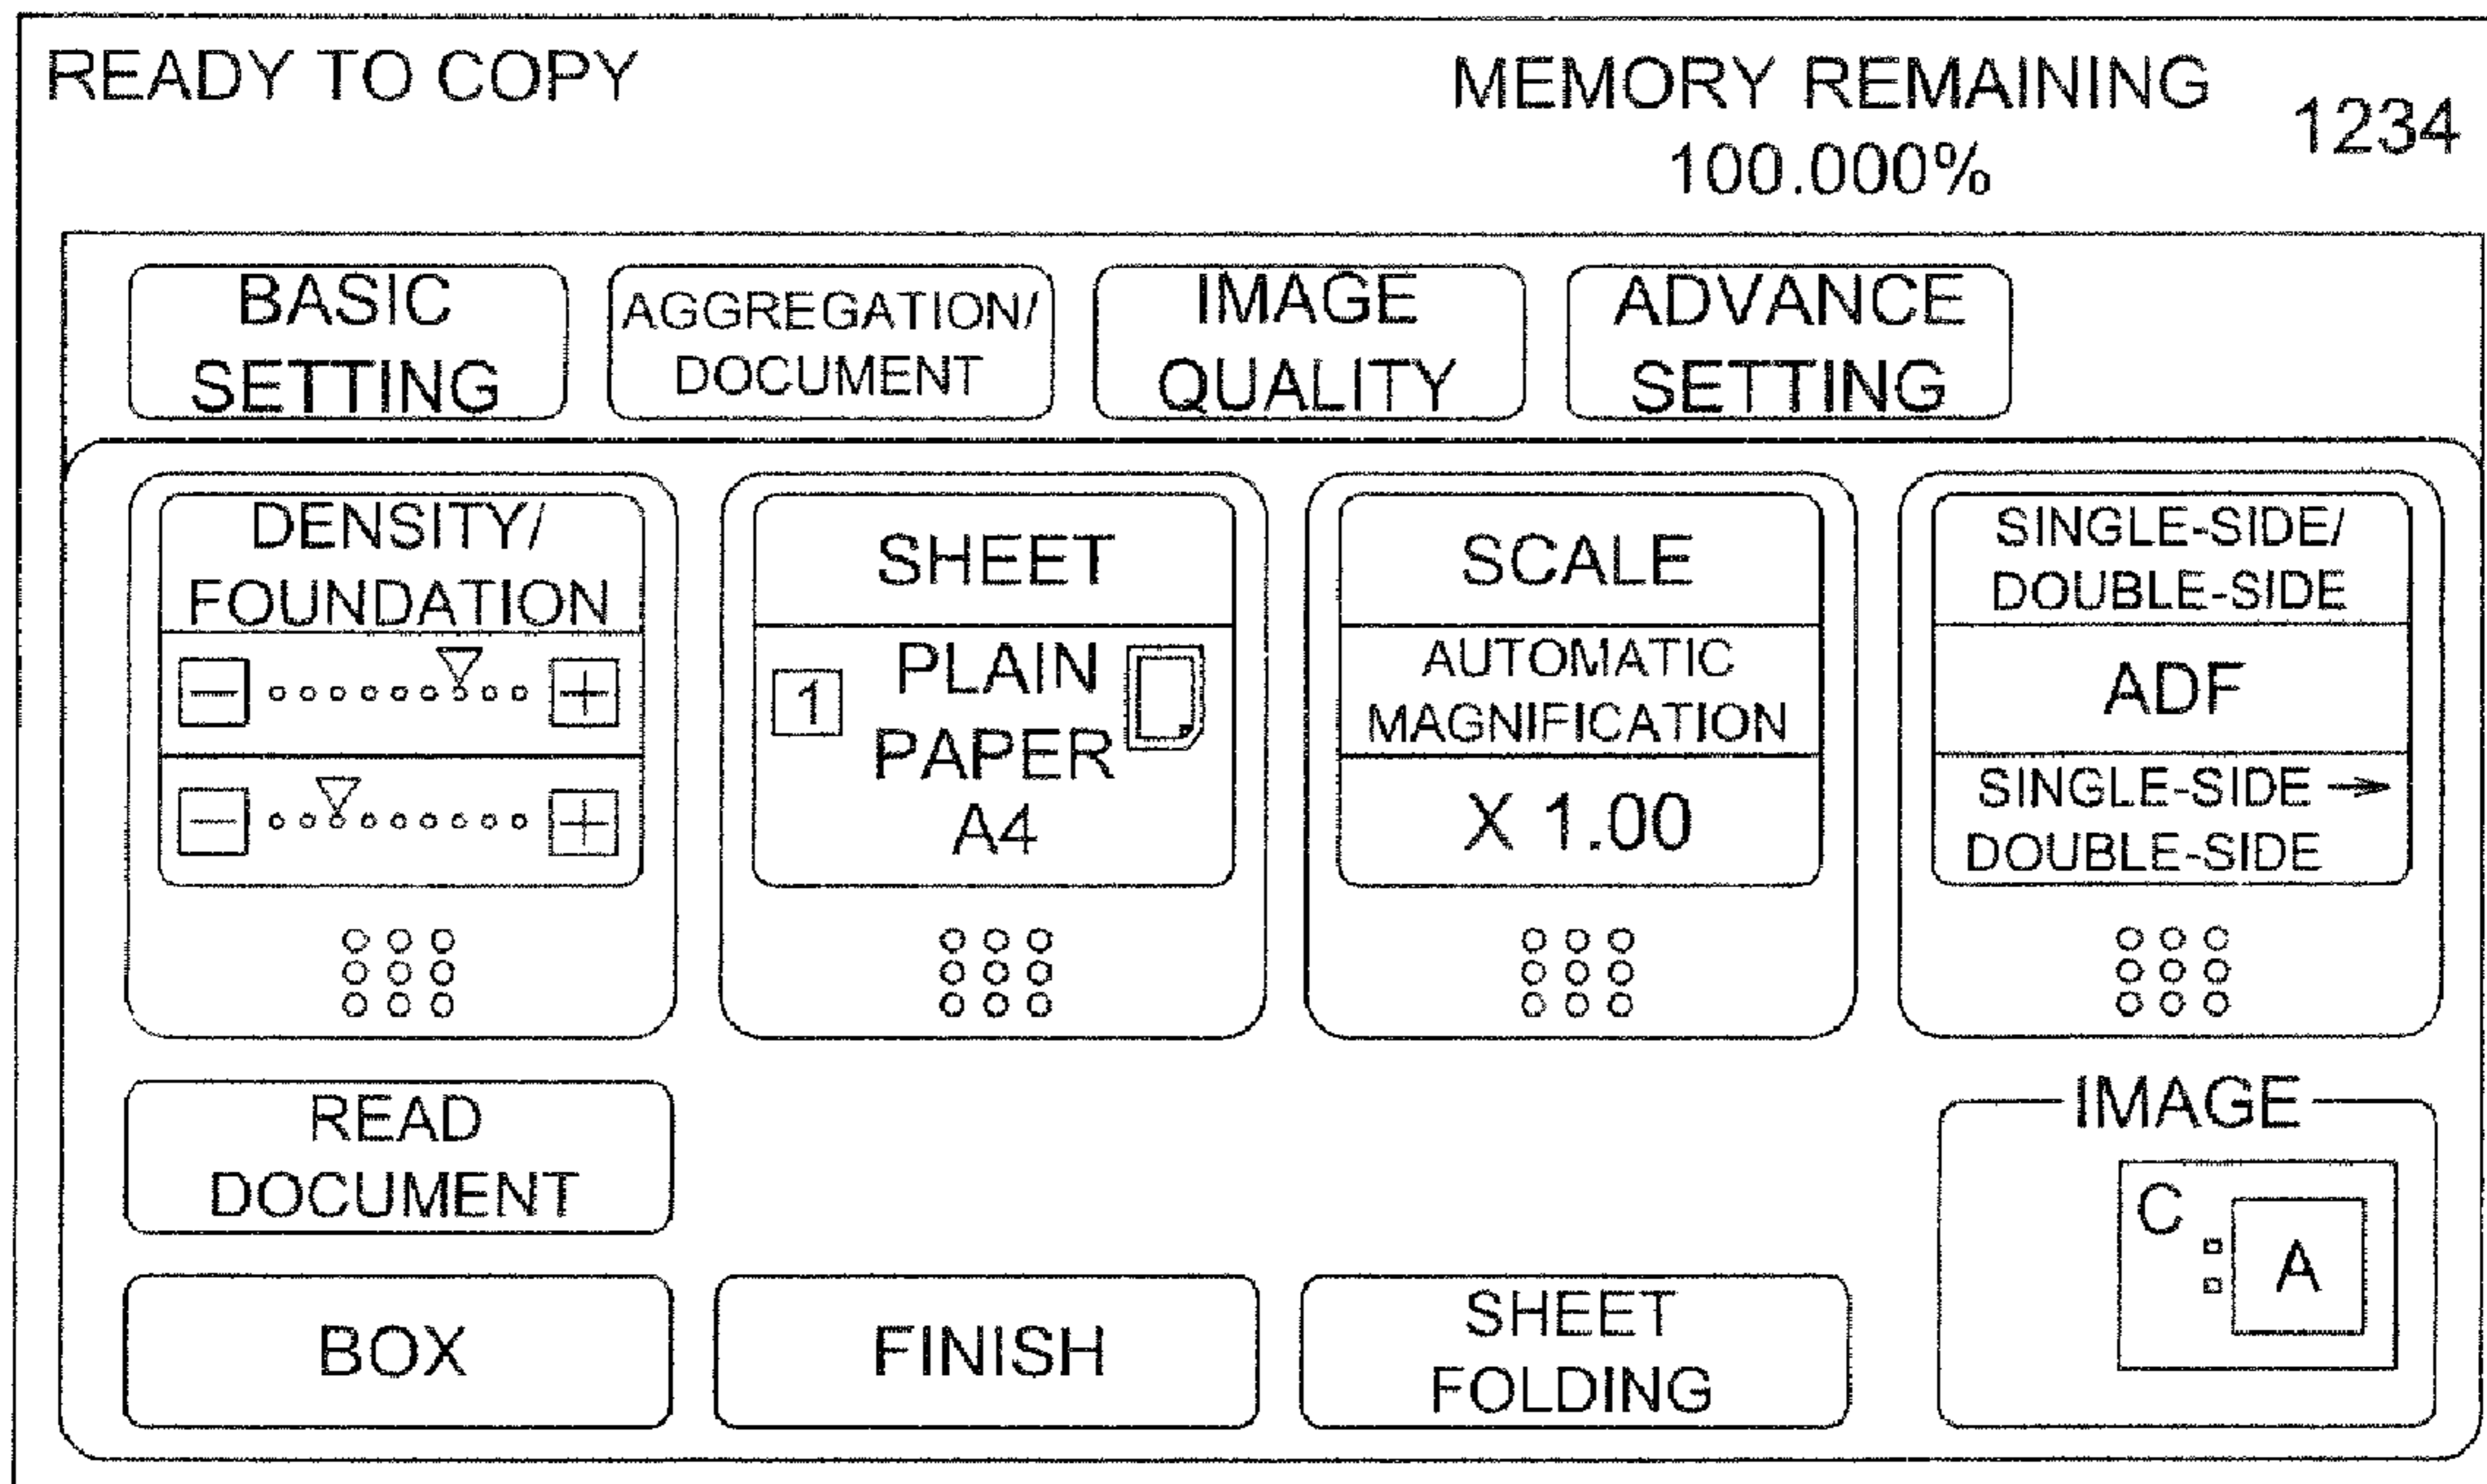 READY TO COPY
MEMORY REMAINING
100.000%
1234
BASIC
SETTING
AGGREGATION/
DOCUMENT
IMAGE
QUALITY
ADVANCE
SETTING
DENSITY/
FOUNDATION
SHEET
1
PLAIN
PAPER
A4
SCALE
AUTOMATIC
MAGNIFICATION
X 1.00
SINGLE-SIDE/
DOUBLE-SIDE
ADF
SINGLE-SIDE →
DOUBLE-SIDE
READ
DOCUMENT
IMAGE
C
A
BOX
FINISH
SHEET
FOLDING